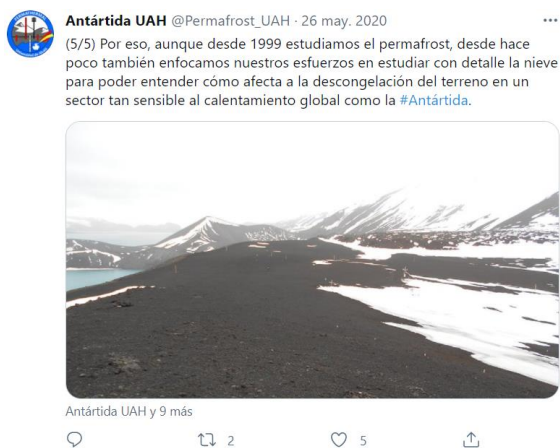 Antártida UAH @Permafrost_UAH · 26 may. 2020
(5/5) Por eso, aunque desde 1999 estudiamos el permafrost, desde hace
poco también enfocamos nuestros esfuerzos en estudiar con detalle la nieve
para poder entender cómo afecta a la descongelación del terreno en un
sector tan sensible al calentamiento global como la #Antártida.
Antártida UAH y 9 más
2
5